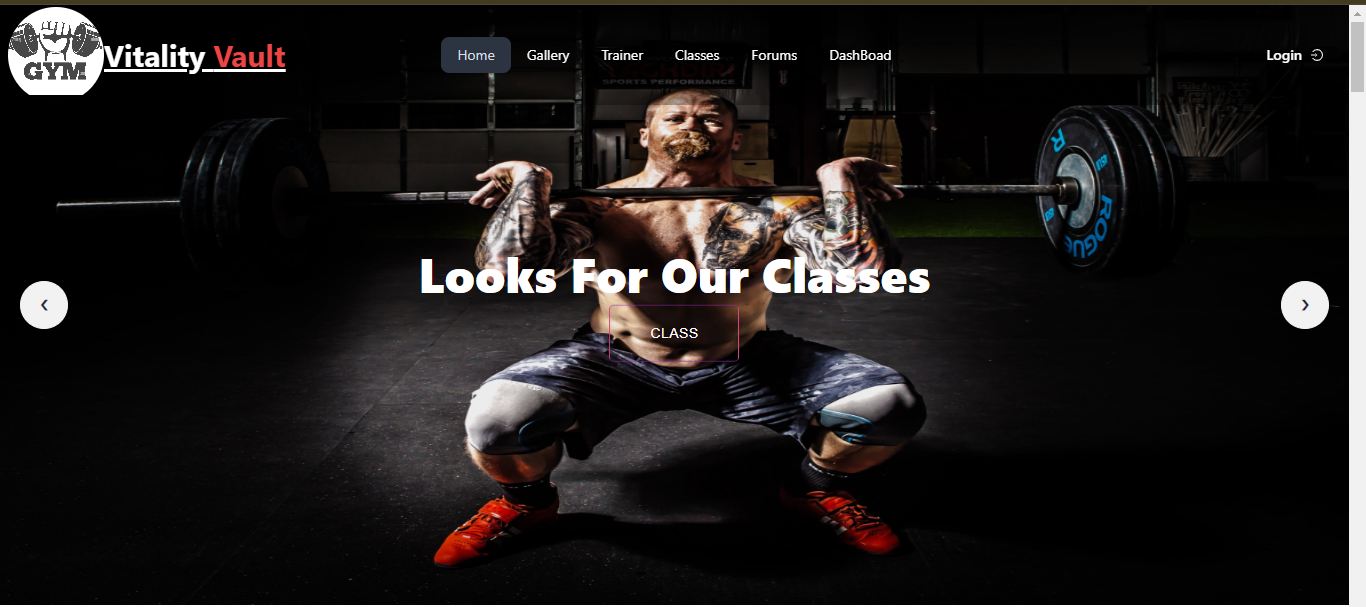 GYM
Vitality Vault
Home
Gallery
Trainer
Classes
Forums
DashBoad
Login
SPORTS PERFORMANCE
R
ROGUE
Looks For Our Classes
CLASS